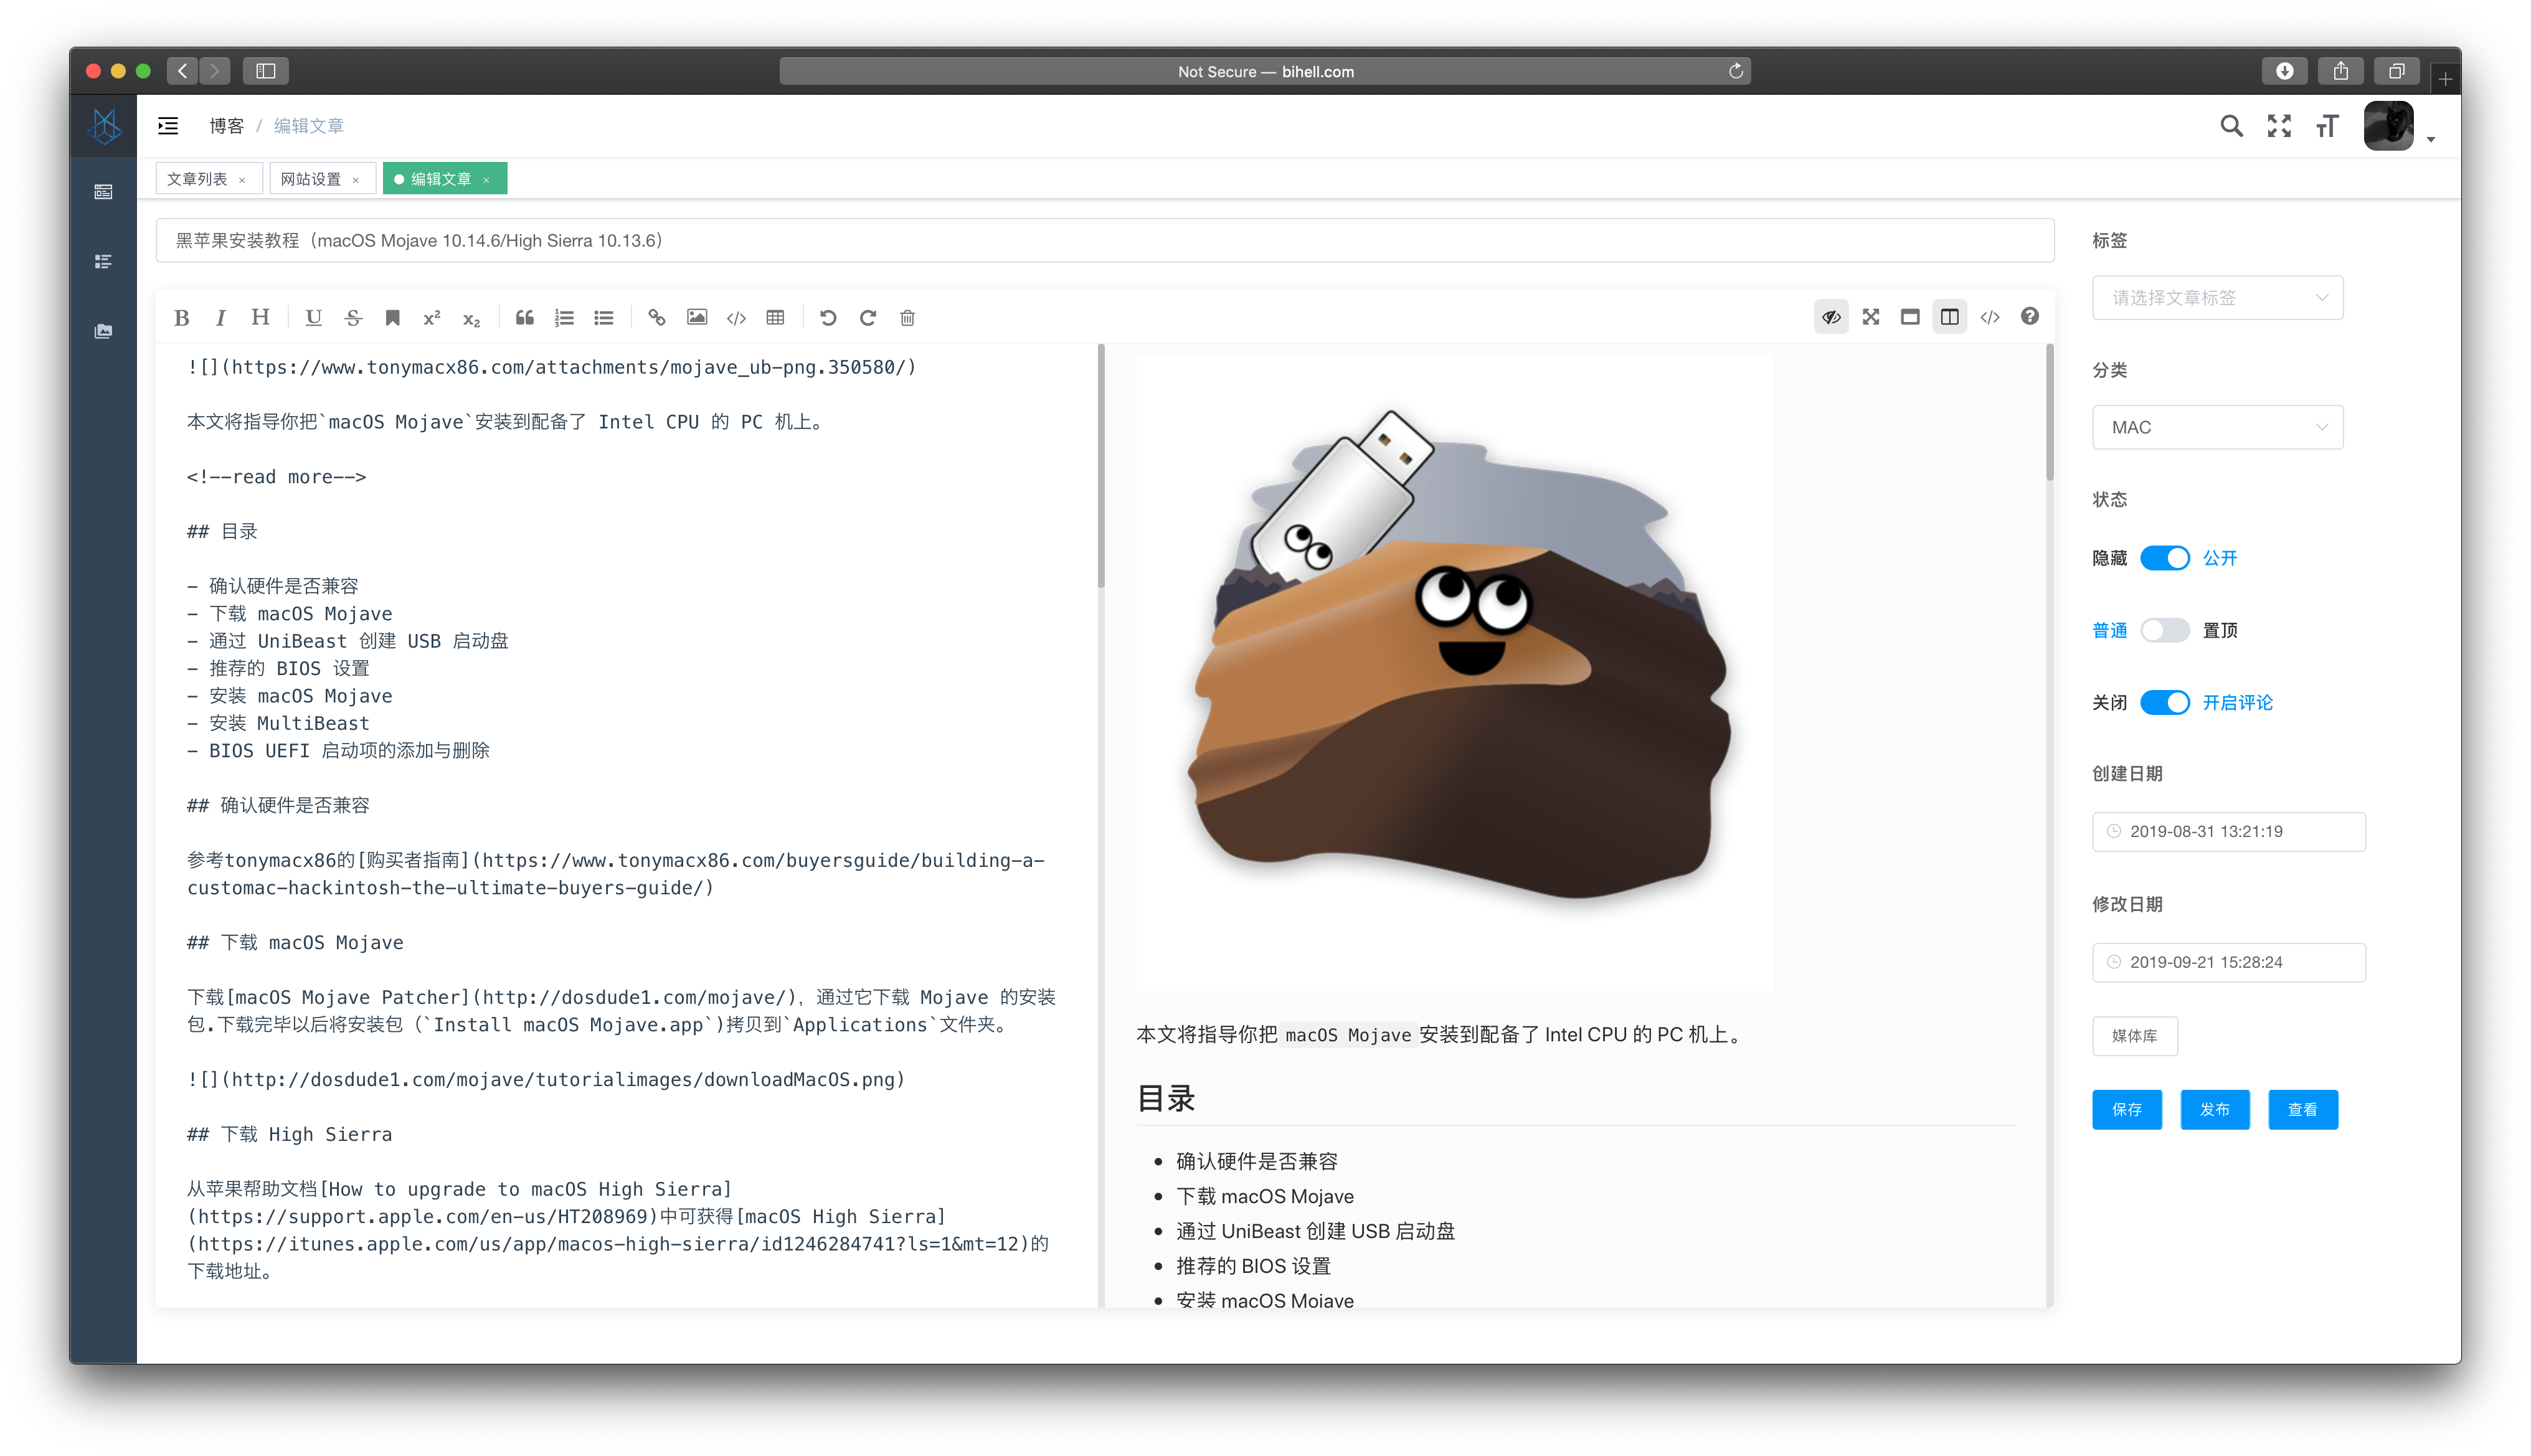 Not Secure — bihell.com
博客 / 编辑文章
文章列表 ×
网站设置 ×
编辑文章 ×
黑苹果安装教程（macOS Mojave 10.14.6/High Sierra 10.13.6）
B I H U S x² x₂
![](https://www.tonymacx86.com/attachments/mojave_ub-png.350580/)
本文将指导你把`macOS Mojave`安装到配备了 Intel CPU 的 PC 机上。
<!--read more-->
## 目录
- 确认硬件是否兼容
- 下载 macOS Mojave
- 通过 UniBeast 创建 USB 启动盘
- 推荐的 BIOS 设置
- 安装 macOS Mojave
- 安装 MultiBeast
- BIOS UEFI 启动项的添加与删除
## 确认硬件是否兼容
参考tonymacx86的[购买者指南](https://www.tonymacx86.com/buyersguide/building-a-
customac-hackintosh-the-ultimate-buyers-guide/)
## 下载 macOS Mojave
下载[macOS Mojave Patcher](http://dosdude1.com/mojave/)，通过它下载 Mojave 的安装
包.下载完毕以后将安装包（`Install macOS Mojave.app`)拷贝到`Applications`文件夹。
![](http://dosdude1.com/mojave/tutorialimages/downloadMacOS.png)
## 下载 High Sierra
从苹果帮助文档[How to upgrade to macOS High Sierra]
(https://support.apple.com/en-us/HT208969)中可获得[macOS High Sierra]
(https://itunes.apple.com/us/app/macos-high-sierra/id1246284741?ls=1&mt=12)的
下载地址。
本文将指导你把 macOS Mojave 安装到配备了 Intel CPU 的 PC 机上。
目录
• 确认硬件是否兼容
• 下载 macOS Mojave
• 通过 UniBeast 创建 USB 启动盘
• 推荐的 BIOS 设置
• 安装 macOS Mojave
标签
请选择文章标签
分类
MAC
状态
隐藏 公开
普通 置顶
关闭 开启评论
创建日期
2019-08-31 13:21:19
修改日期
2019-09-21 15:28:24
媒体库
保存 发布 查看